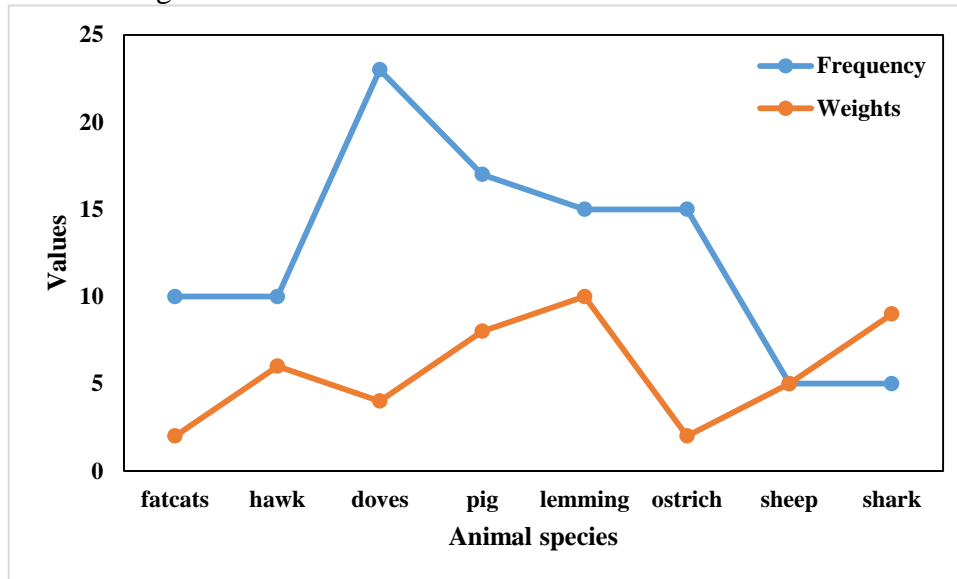 25
20
15
10
5
0
Values
Frequency
Weights
fatcats hawk doves pig lemming ostrich sheep shark
Animal species